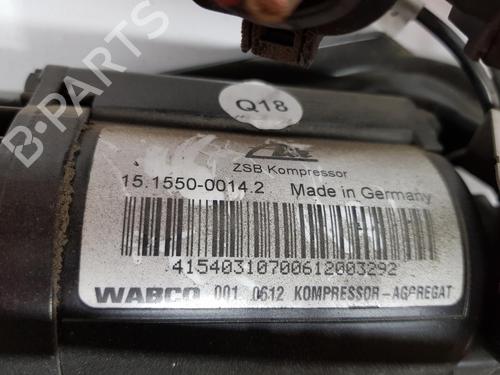 B-PARTS
Q18
ZSB Kompressor
15.1550-0014.2 Made in Germany
41540310700612003292
WABCO 001 0612 KOMPRESSOR-AGGREGAT